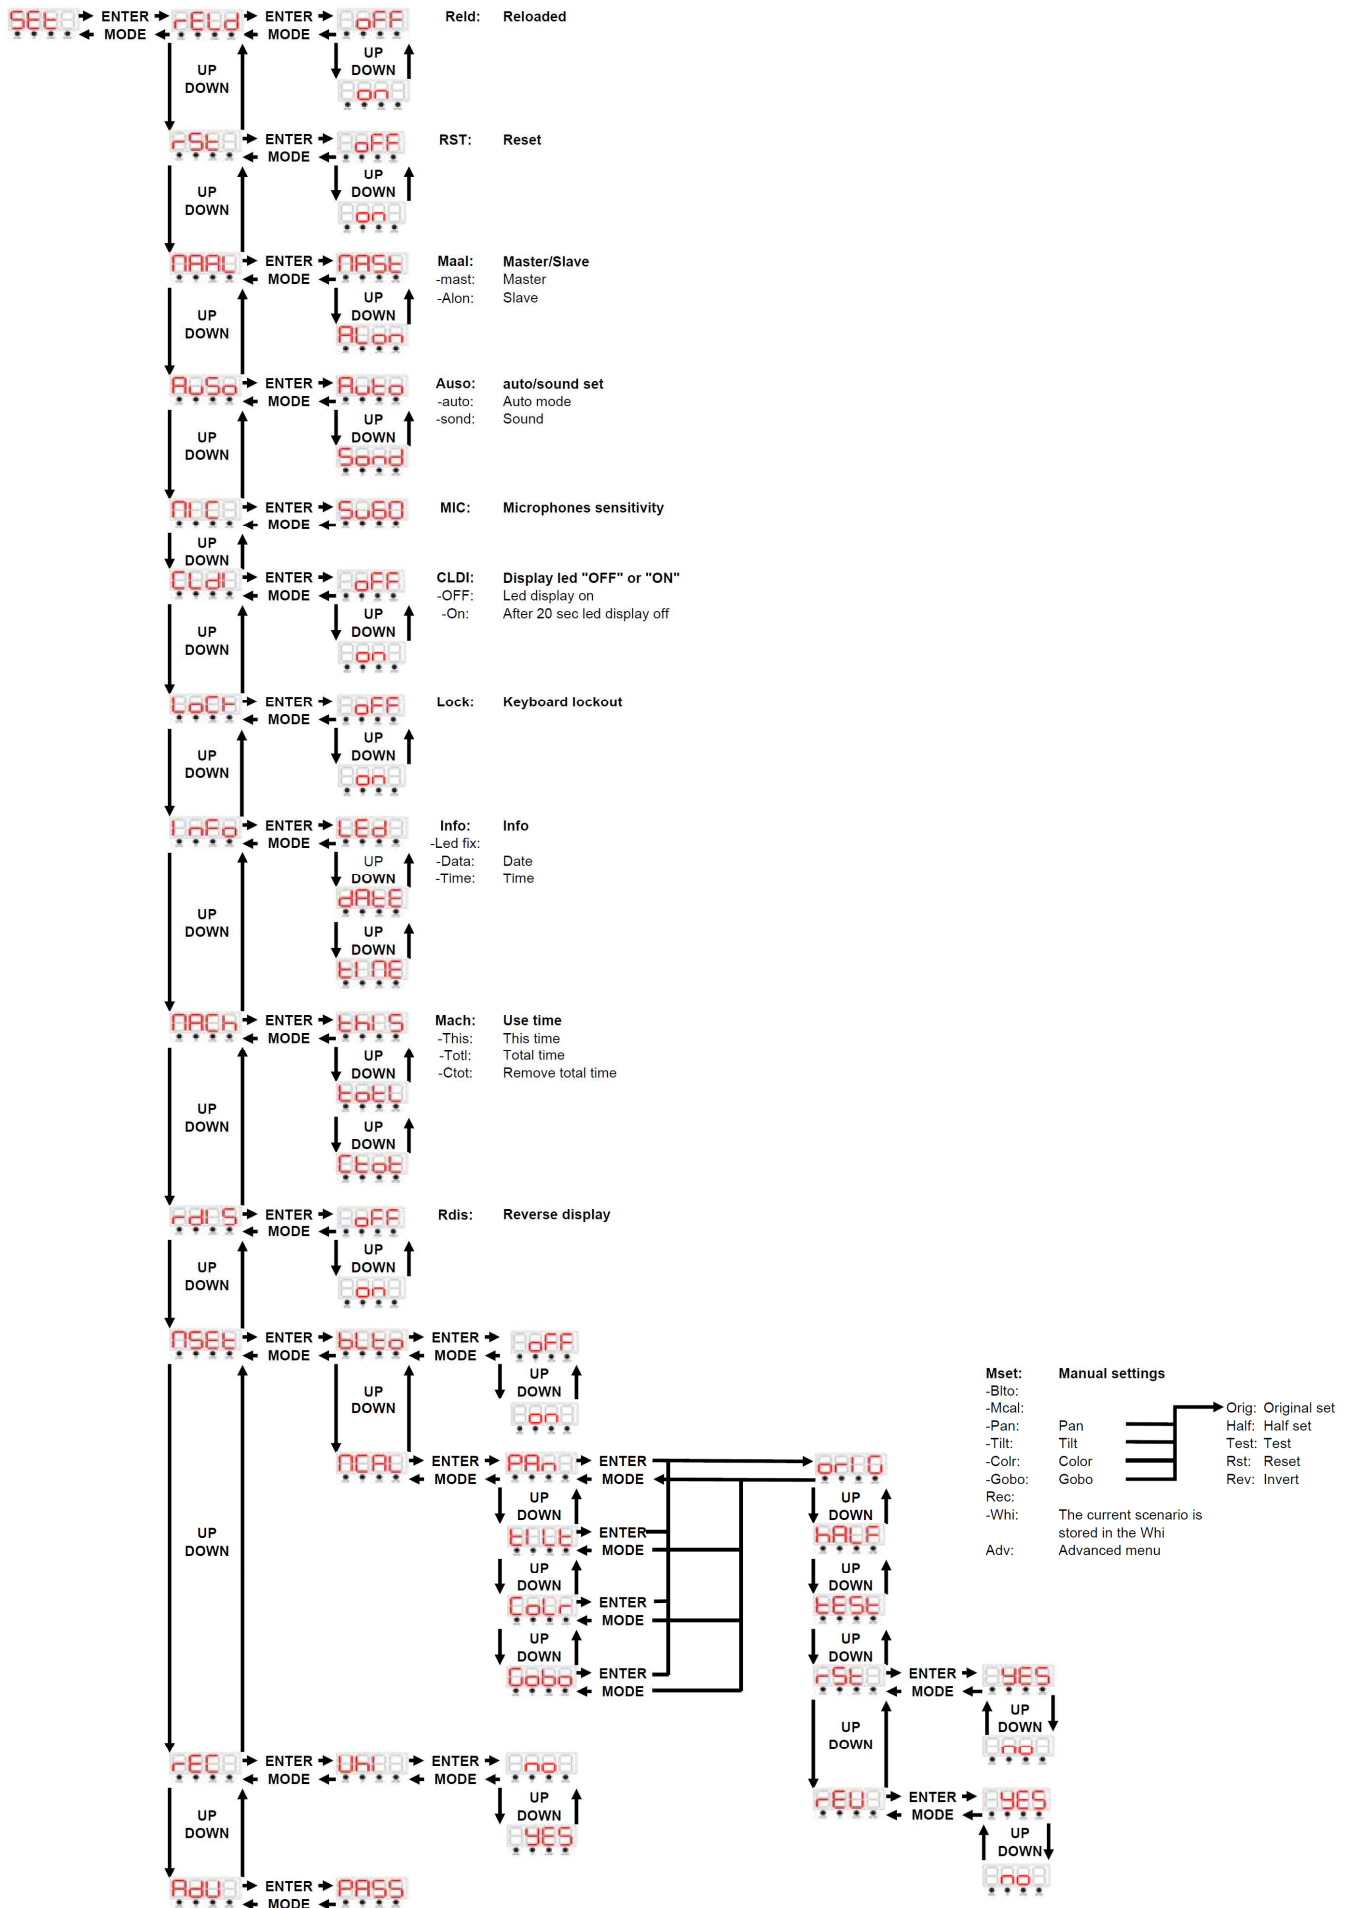 SEt ENTER rELd ENTER oFF Reld: Reloaded
MODE MODE
UP
DOWN
UP
DOWN
on
rSt ENTER oFF RST: Reset
MODE
UP
DOWN
UP
DOWN
on
MAAL ENTER MASt Maal: Master/Slave
MODE -mast: Master
UP
DOWN
UP
DOWN
-Alon: Slave
ALon
AuSo ENTER Auto Auso: auto/sound set
MODE -auto: Auto mode
UP
DOWN
UP
DOWN
-sond: Sound
Sond
MIC ENTER Su60 MIC: Microphones sensitivity
MODE
UP
DOWN
CLdI ENTER oFF CLDI: Display led "OFF" or "ON"
MODE -OFF: Led display on
UP
DOWN
UP
DOWN
-On: After 20 sec led display off
on
LoCk ENTER oFF Lock: Keyboard lockout
MODE
UP
DOWN
UP
DOWN
on
InFo ENTER LEd Info: Info
MODE -Led fix:
UP
DOWN
-Data: Date
-Time: Time
dAtE
UP
DOWN
UP
DOWN
tIME
MACh ENTER thIS Mach: Use time
MODE -This: This time
UP
DOWN
-Totl: Total time
-Ctot: Remove total time
totL
UP
DOWN
UP
DOWN
Ctot
rdIS ENTER oFF Rdis: Reverse display
MODE
UP
DOWN
UP
DOWN
on
MSEt ENTER bLto ENTER oFF
MODE MODE
UP
DOWN
UP
DOWN
on
Mset: Manual settings
-Blto:
-Mcal: Orig: Original set
-Pan: Pan Half: Half set
-Tilt: Tilt Test: Test
-Colr: Color Rst: Reset
-Gobo: Gobo Rev: Invert
Rec:
-Whi: The current scenario is
stored in the Whi
Adv: Advanced menu
MCAL PAn ENTER orIG
MODE
UP
DOWN
UP
DOWN
tILt ENTER hALF
MODE
UP
DOWN
UP
DOWN
UP
DOWN
CoLr ENTER tESt
MODE
UP
DOWN
UP
DOWN
Gobo ENTER rSt ENTER YES
MODE MODE
UP
DOWN
UP
DOWN
no
rEC ENTER UhI ENTER no
MODE MODE
UP
DOWN
UP
DOWN
YES
rEU ENTER YES
MODE
UP
DOWN
no
AdU ENTER PASS
MODE